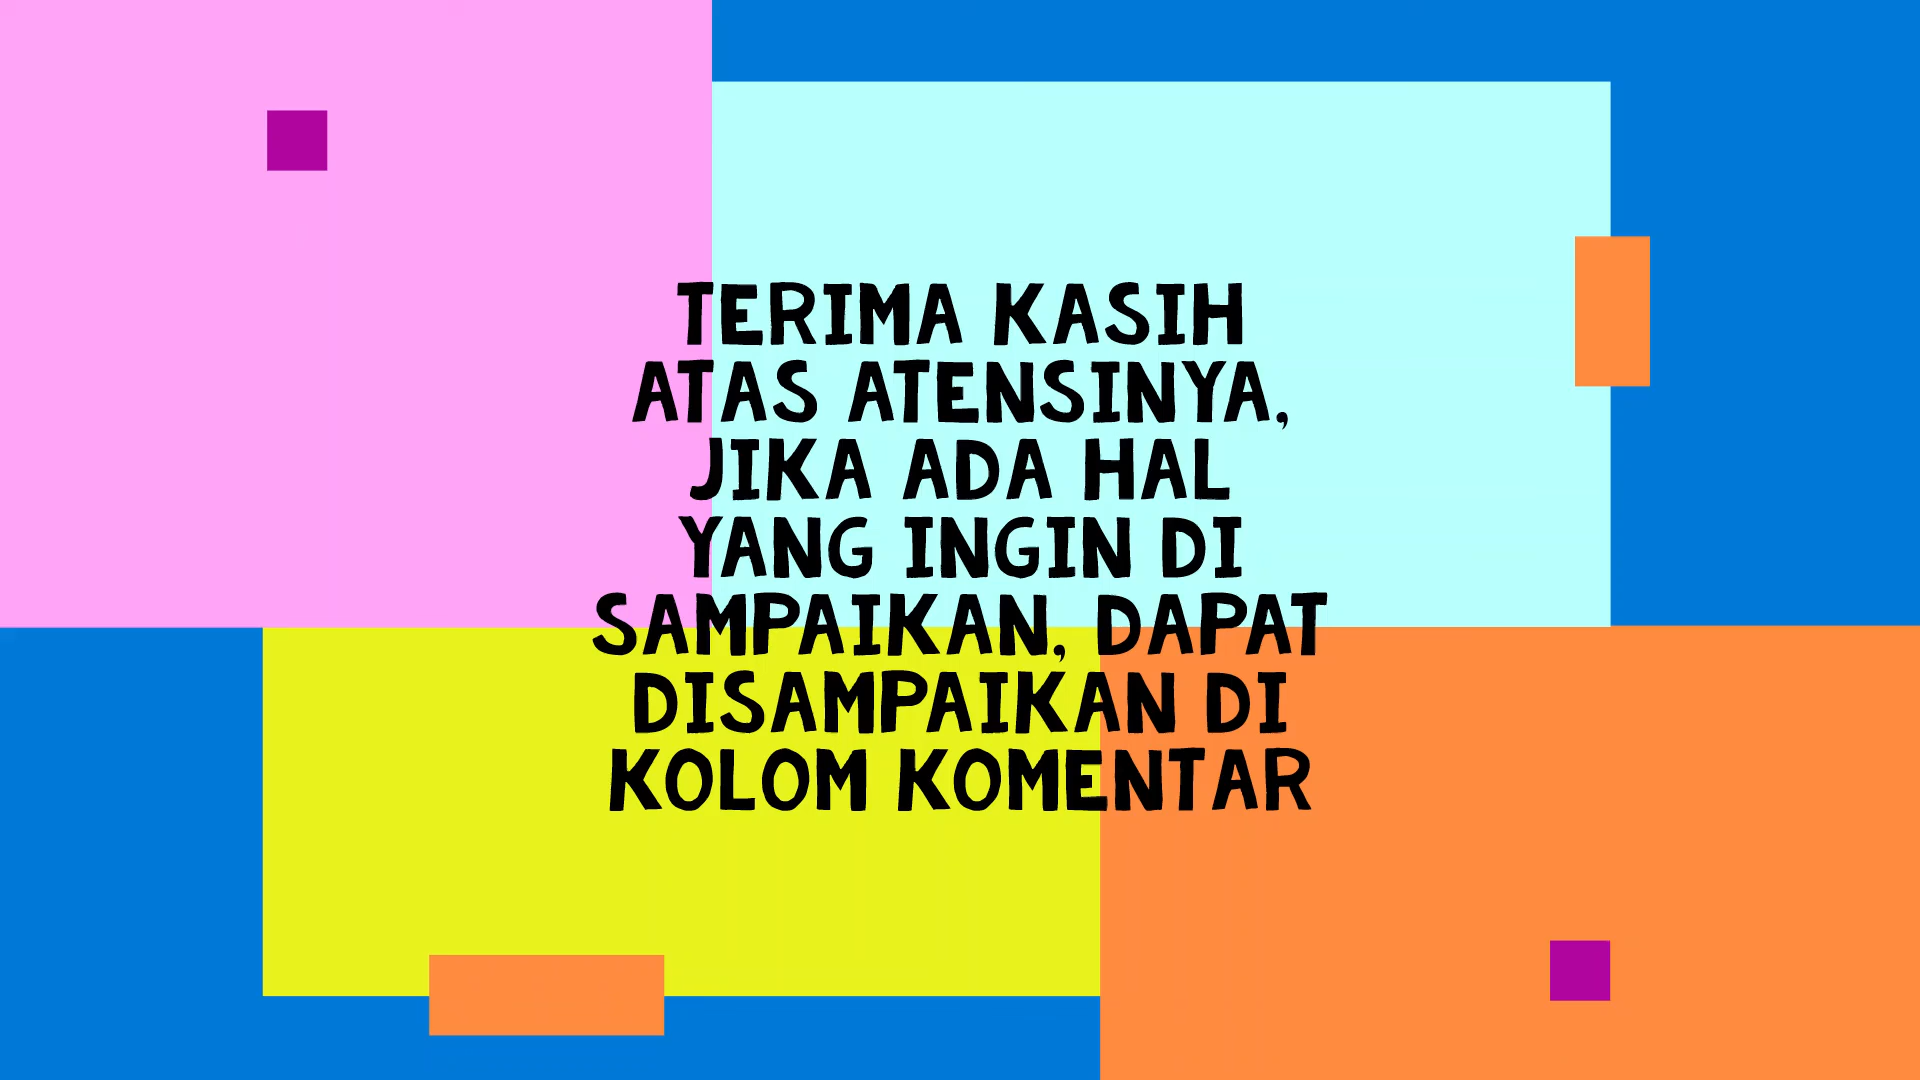 TERIMA KASIH
ATAS ATENSINYA,
JIKA ADA HAL
YANG INGIN DI
SAMPAIKAN, DAPAT
DISAMPAIKAN DI
KOLOM KOMENTAR